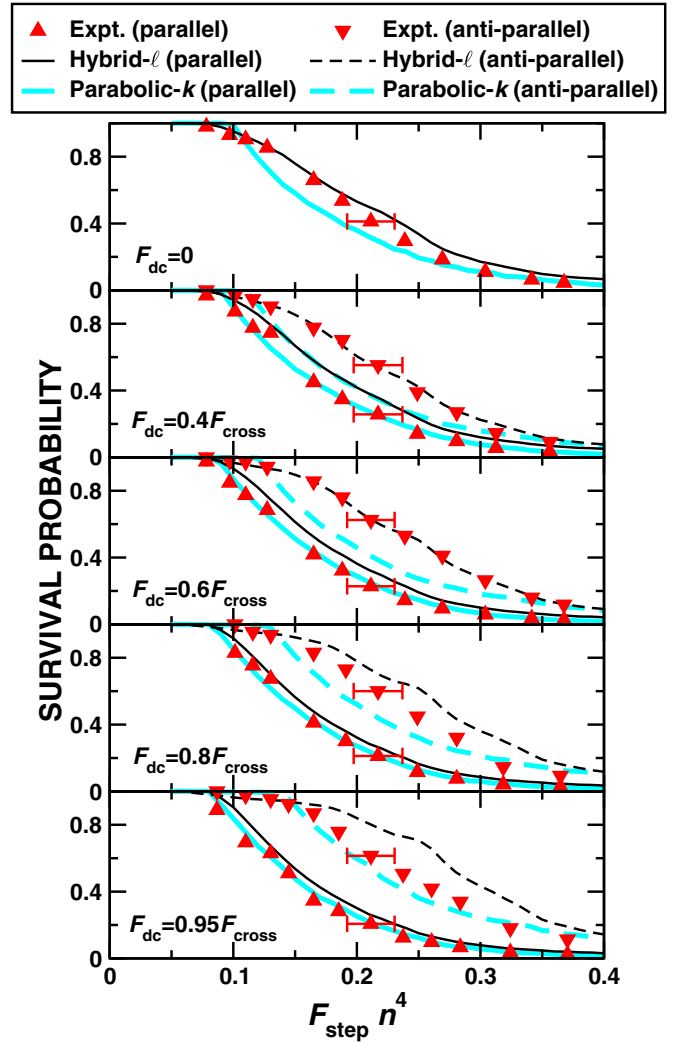 Expt. (parallel) Expt. (anti-parallel)
Hybrid-ℓ (parallel) Hybrid-ℓ (anti-parallel)
Parabolic-k (parallel) Parabolic-k (anti-parallel)
SURVIVAL PROBABILITY
0.8
0.4
0
F_dc=0
0.8
0.4
0
F_dc=0.4F_cross
0.8
0.4
0
F_dc=0.6F_cross
0.8
0.4
0
F_dc=0.8F_cross
0.8
0.4
0
F_dc=0.95F_cross
0 0.1 0.2 0.3 0.4
F_step n^4